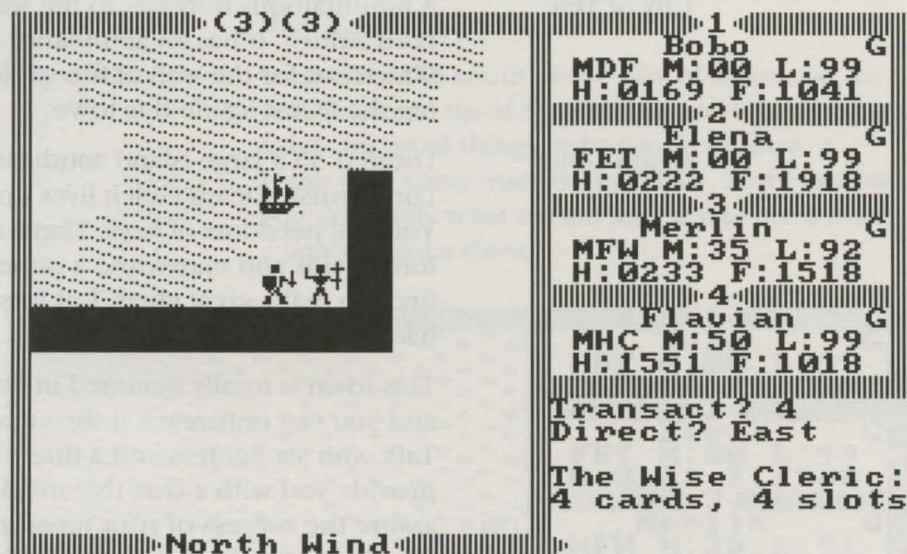 (3)(3)
1
Bobo G
MDF M:00 L:99
H:0169 F:1041
2
Elena G
FET M:00 L:99
H:0222 F:0918
3
Merlin G
MFW M:35 L:92
H:0233 F:1518
4
Flavian G
MHC M:50 L:99
H:1551 F:1018
Transact? 4
Direct? East
The Wise Cleric:
4 cards, 4 slots
North Wind